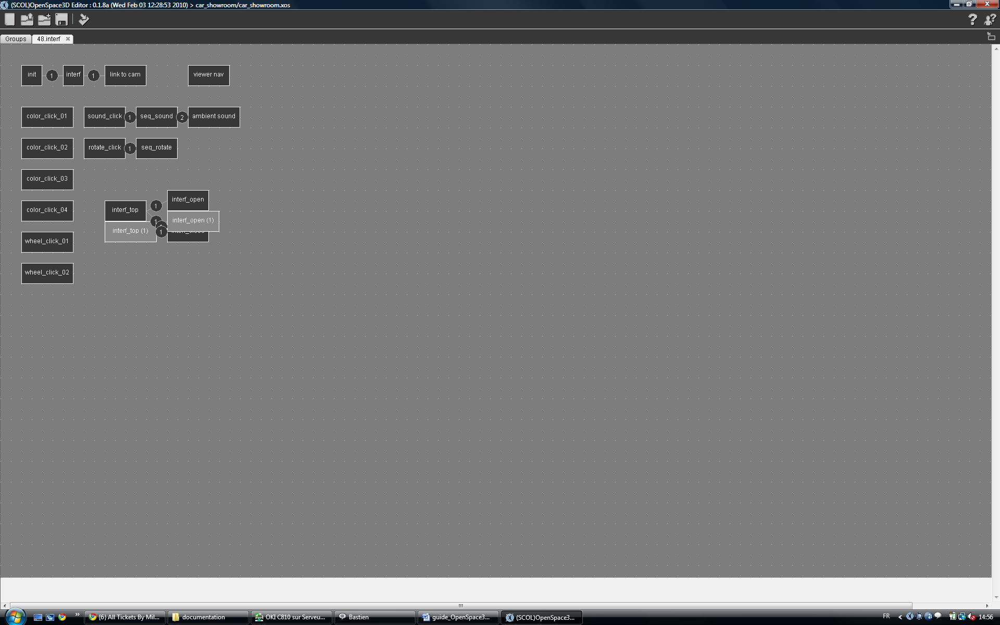 (SCOL)OpenSpace3D Editor : 0.1.8a (Wed Feb 03 12:28:53 2010) > car_showroom/car_showroom.xos
Groups 48.interf
init 1 interf 1 link to cam viewer nav
color_click_01 sound_click 1 seq_sound 2 ambient sound
color_click_02 rotate_click 1 seq_rotate
color_click_03
interf_open
1
color_click_04 interf_top
interf_open (1)
1
interf_top (1) 1
wheel_click_01
wheel_click_02
{6} All Tickets By Mil... documentation OKI C810 sur Serveu... Bastien guide_OpenSpace3... (SCOL)OpenSpace3... FR 14:56